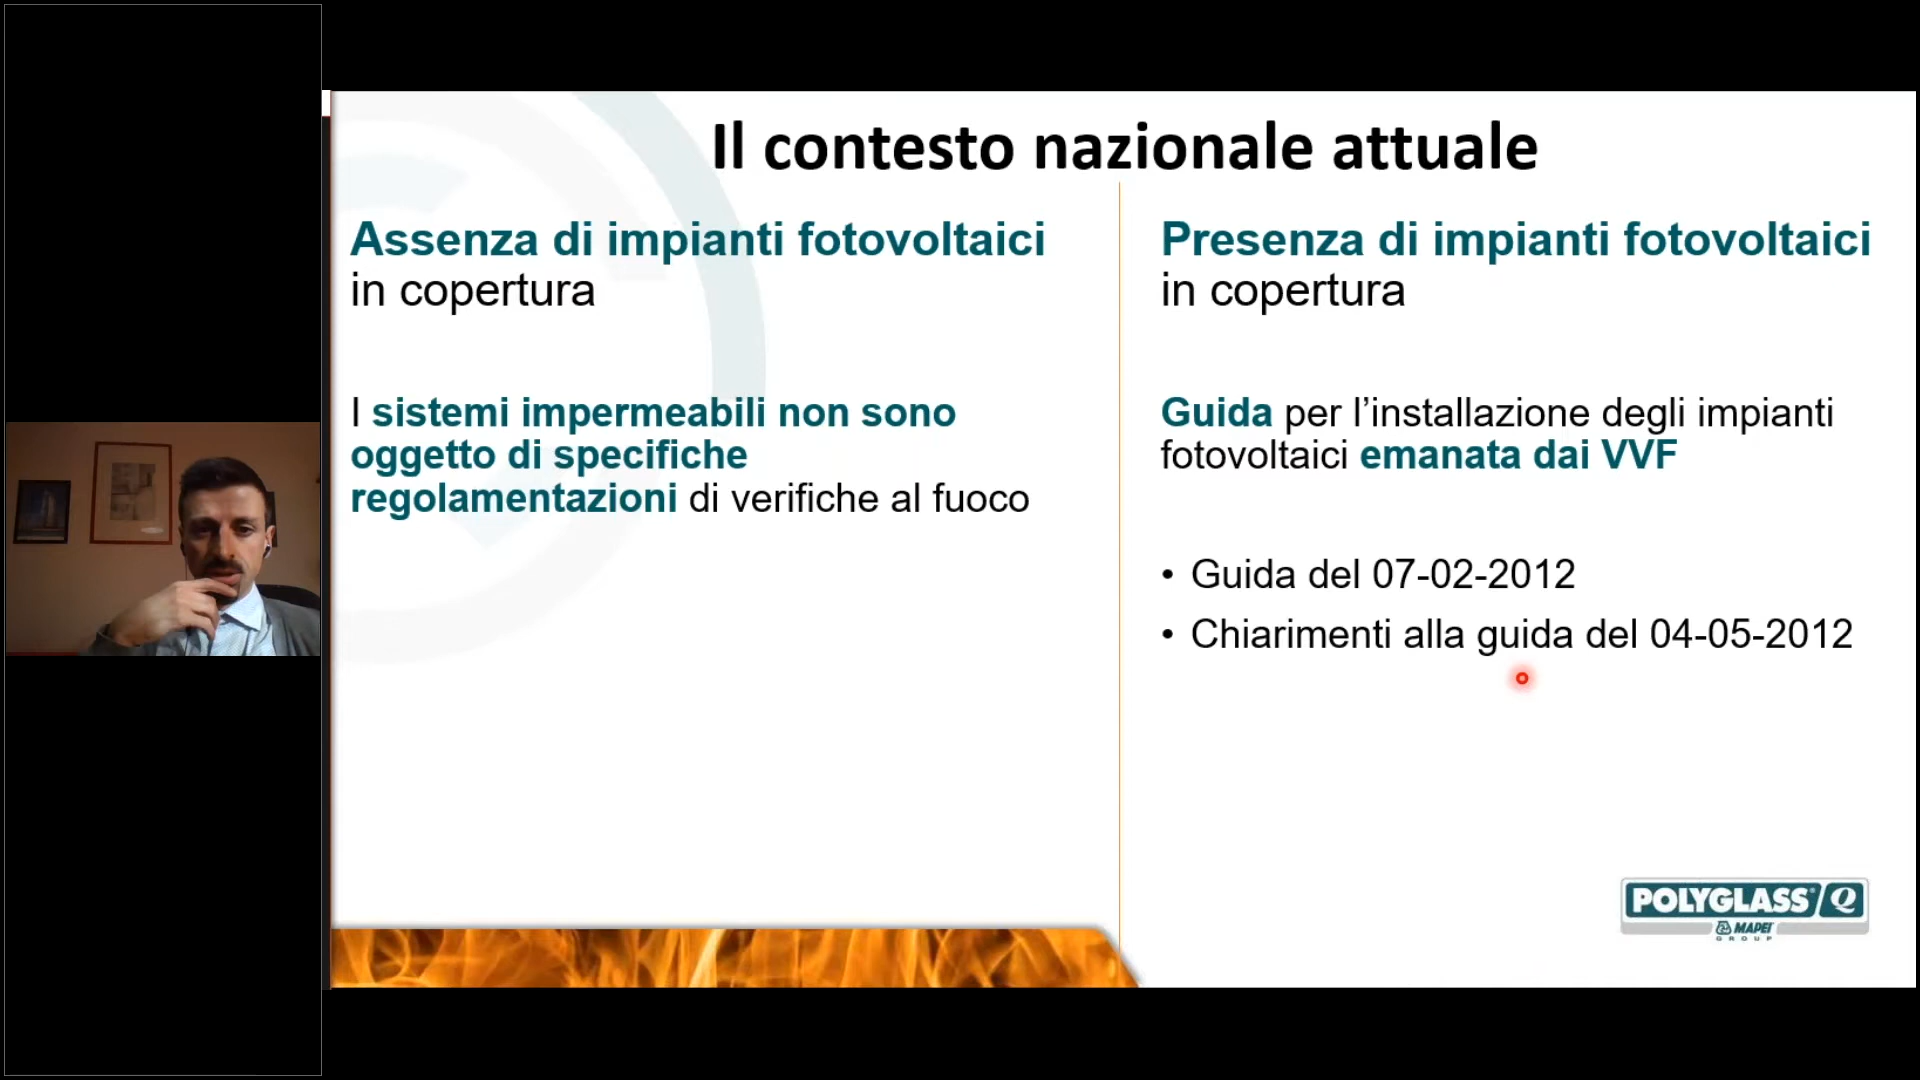 Il contesto nazionale attuale
Assenza di impianti fotovoltaici
in copertura
I sistemi impermeabili non sono
oggetto di specifiche
regolamentazioni di verifiche al fuoco
Presenza di impianti fotovoltaici
in copertura
Guida per l’installazione degli impianti
fotovoltaici emanata dai VVF
• Guida del 07-02-2012
• Chiarimenti alla guida del 04-05-2012
POLYGLASS® Q
MAPEI
GROUP